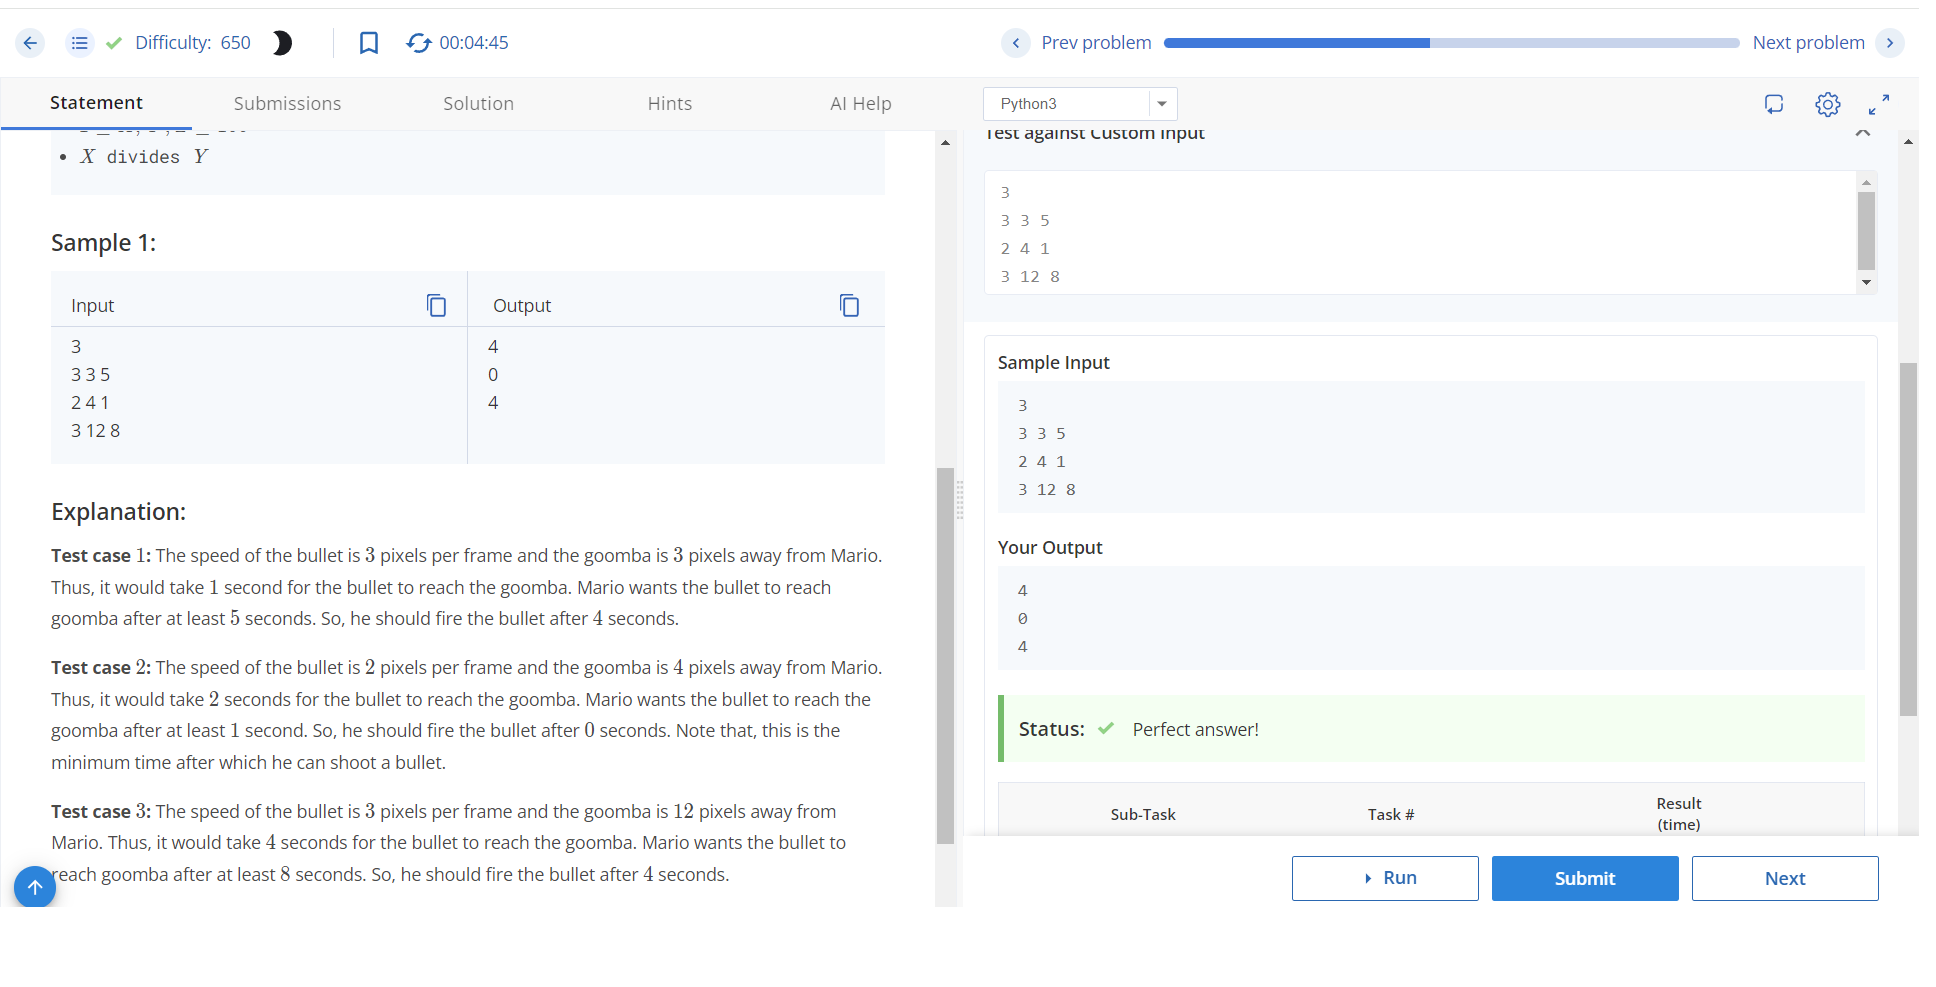 Difficulty: 650
00:04:45
Prev problem
Next problem
Statement
Submissions
Solution
Hints
AI Help
Python3
X divides Y
Sample 1:
Input
Output
3
3 3 5
2 4 1
3 12 8
4
0
4
Explanation:
Test case 1: The speed of the bullet is 3 pixels per frame and the goomba is 3 pixels away from Mario.
Thus, it would take 1 second for the bullet to reach the goomba. Mario wants the bullet to reach
goomba after at least 5 seconds. So, he should fire the bullet after 4 seconds.
Test case 2: The speed of the bullet is 2 pixels per frame and the goomba is 4 pixels away from Mario.
Thus, it would take 2 seconds for the bullet to reach the goomba. Mario wants the bullet to reach the
goomba after at least 1 second. So, he should fire the bullet after 0 seconds. Note that, this is the
minimum time after which he can shoot a bullet.
Test case 3: The speed of the bullet is 3 pixels per frame and the goomba is 12 pixels away from
Mario. Thus, it would take 4 seconds for the bullet to reach the goomba. Mario wants the bullet to
reach goomba after at least 8 seconds. So, he should fire the bullet after 4 seconds.
Test against Custom Input
3
3 3 5
2 4 1
3 12 8
Sample Input
3
3 3 5
2 4 1
3 12 8
Your Output
4
0
4
Status: Perfect answer!
Sub-Task
Task #
Result
(time)
Run
Submit
Next